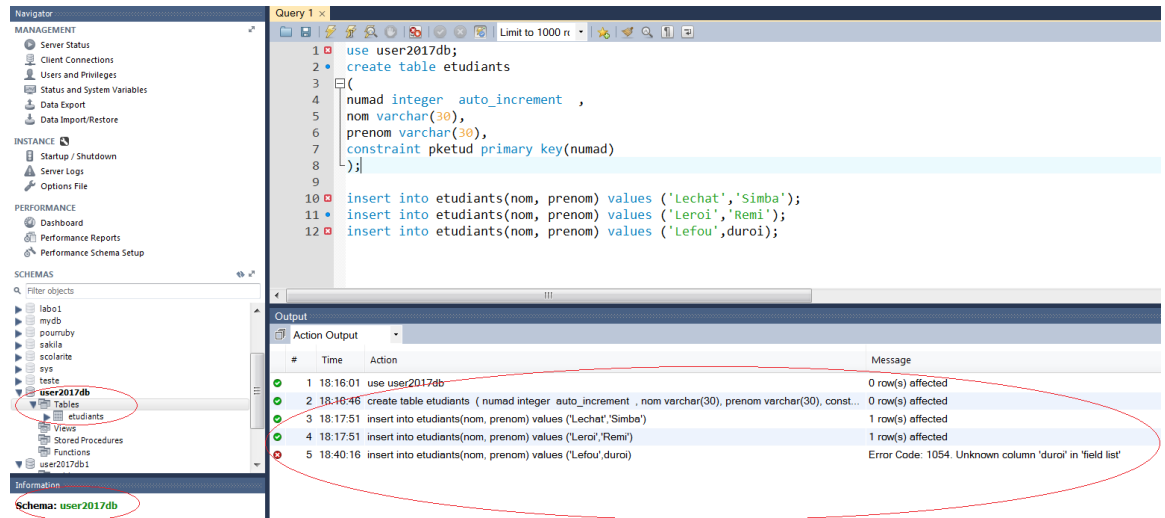 Navigator
MANAGEMENT
Server Status
Client Connections
Users and Privileges
Status and System Variables
Data Export
Data Import/Restore
INSTANCE
Startup / Shutdown
Server Logs
Options File
PERFORMANCE
Dashboard
Performance Reports
Performance Schema Setup
SCHEMAS
Filter objects
labo1
mydb
pourruby
sakila
scolarite
sys
teste
user2017db
Tables
etudiants
Views
Stored Procedures
Functions
user2017db1
Information
Schema: user2017db
Query 1 ×
Limit to 1000 r
1 use user2017db;
2 create table etudiants
3 (
4 numad integer auto_increment ,
5 nom varchar(30),
6 prenom varchar(30),
7 constraint pketud primary key(numad)
8 );
9
10 insert into etudiants(nom, prenom) values ('Lechat','Simba');
11 insert into etudiants(nom, prenom) values ('Leroi','Remi');
12 insert into etudiants(nom, prenom) values ('Lefou',duroi);
Output
Action Output
# Time Action Message
1 18:16:01 use user2017db 0 row(s) affected
2 18:16:46 create table etudiants ( numad integer auto_increment , nom varchar(30), prenom varchar(30), const... 0 row(s) affected
3 18:17:51 insert into etudiants(nom, prenom) values ('Lechat','Simba') 1 row(s) affected
4 18:17:51 insert into etudiants(nom, prenom) values ('Leroi','Remi') 1 row(s) affected
5 18:40:16 insert into etudiants(nom, prenom) values ('Lefou',duroi) Error Code: 1054. Unknown column 'duroi' in 'field list'